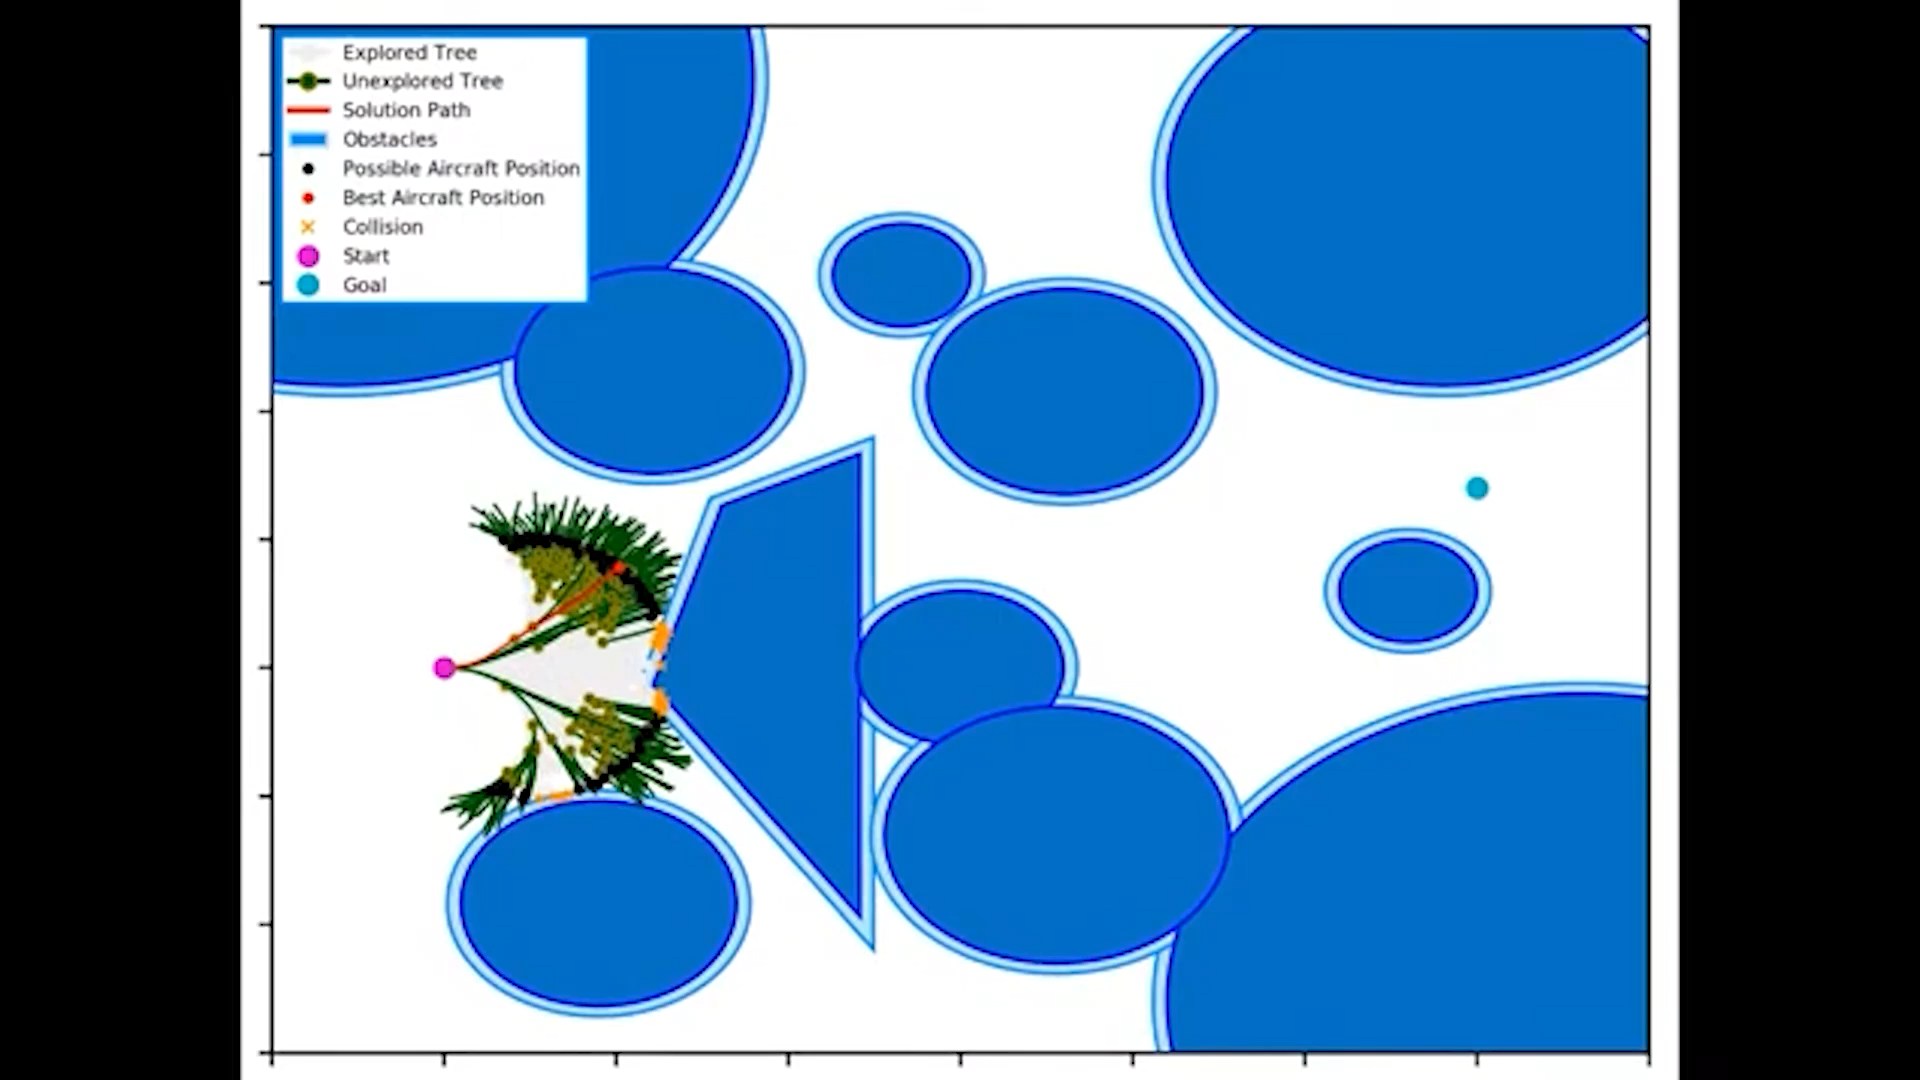 Explored Tree
Unexplored Tree
Solution Path
Obstacles
Possible Aircraft Position
Best Aircraft Position
Collision
Start
Goal